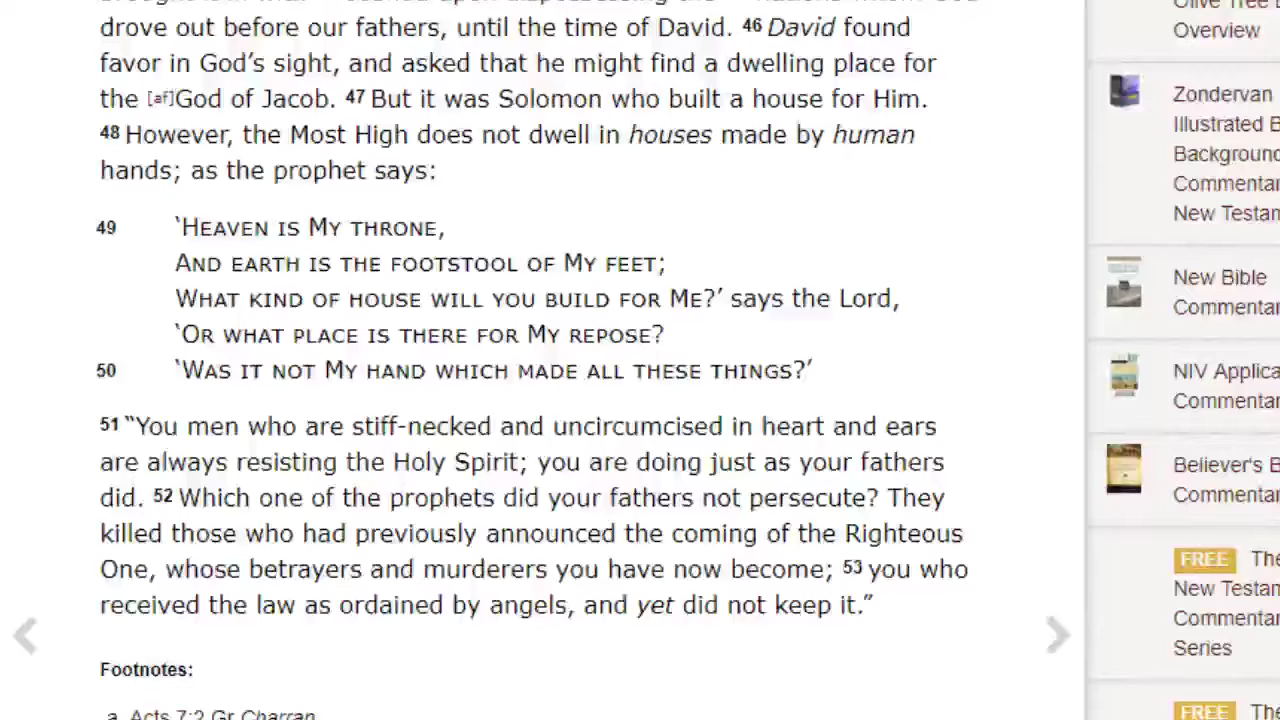 drove out before our fathers, until the time of David. 46 David found
favor in God’s sight, and asked that he might find a dwelling place for
the [af]God of Jacob. 47 But it was Solomon who built a house for Him.
48 However, the Most High does not dwell in houses made by human
hands; as the prophet says:
49 ‘Heaven is My throne,
And earth is the footstool of My feet;
What kind of house will you build for Me?’ says the Lord,
‘Or what place is there for My repose?
50 ‘Was it not My hand which made all these things?’
51 “You men who are stiff-necked and uncircumcised in heart and ears
are always resisting the Holy Spirit; you are doing just as your fathers
did. 52 Which one of the prophets did your fathers not persecute? They
killed those who had previously announced the coming of the Righteous
One, whose betrayers and murderers you have now become; 53 you who
received the law as ordained by angels, and yet did not keep it.”
Footnotes:
a. Acts 7:2 Gr Charran
Olive Tree
Overview
Zondervan
Illustrated B
Background
Commentar
New Testam
New Bible
Commentar
NIV Applica
Commentar
Believer's B
Commentar
FREE The
New Testam
Commentar
Series
FREE The